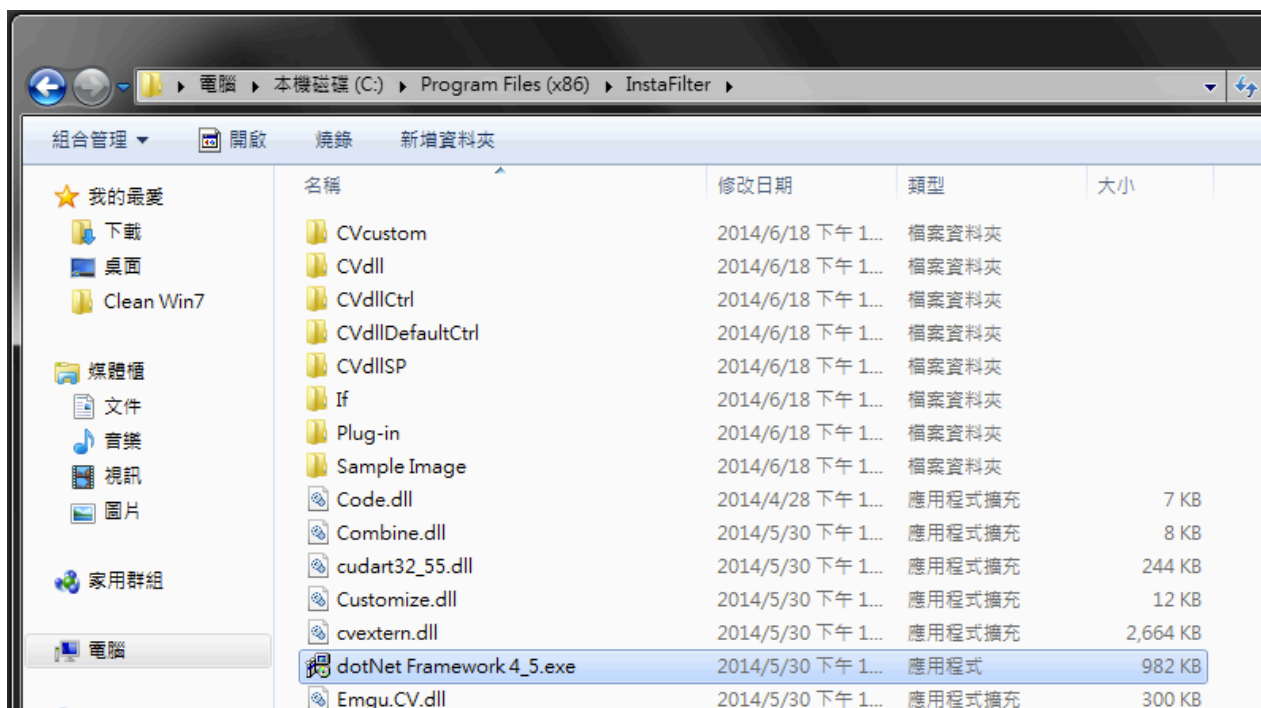 電腦 本機磁碟 (C:) Program Files (x86) InstaFilter
組合管理 開啟 燒錄 新增資料夾
名稱 修改日期 類型 大小
我的最愛
下載
桌面
Clean Win7
媒體櫃
文件
音樂
視訊
圖片
家用群組
電腦
CVcustom 2014/6/18 下午 1... 檔案資料夾
CVdll 2014/6/18 下午 1... 檔案資料夾
CVdllCtrl 2014/6/18 下午 1... 檔案資料夾
CVdllDefaultCtrl 2014/6/18 下午 1... 檔案資料夾
CVdllSP 2014/6/18 下午 1... 檔案資料夾
If 2014/6/18 下午 1... 檔案資料夾
Plug-in 2014/6/18 下午 1... 檔案資料夾
Sample Image 2014/6/18 下午 1... 檔案資料夾
Code.dll 2014/4/28 下午 1... 應用程式擴充 7 KB
Combine.dll 2014/5/30 下午 1... 應用程式擴充 8 KB
cudart32_55.dll 2014/5/30 下午 1... 應用程式擴充 244 KB
Customize.dll 2014/5/30 下午 1... 應用程式擴充 12 KB
cvextern.dll 2014/5/30 下午 1... 應用程式擴充 2,664 KB
dotNet Framework 4_5.exe 2014/5/30 下午 1... 應用程式 982 KB
Emgu.CV.dll 2014/5/30 下午 1... 應用程式擴充 300 KB